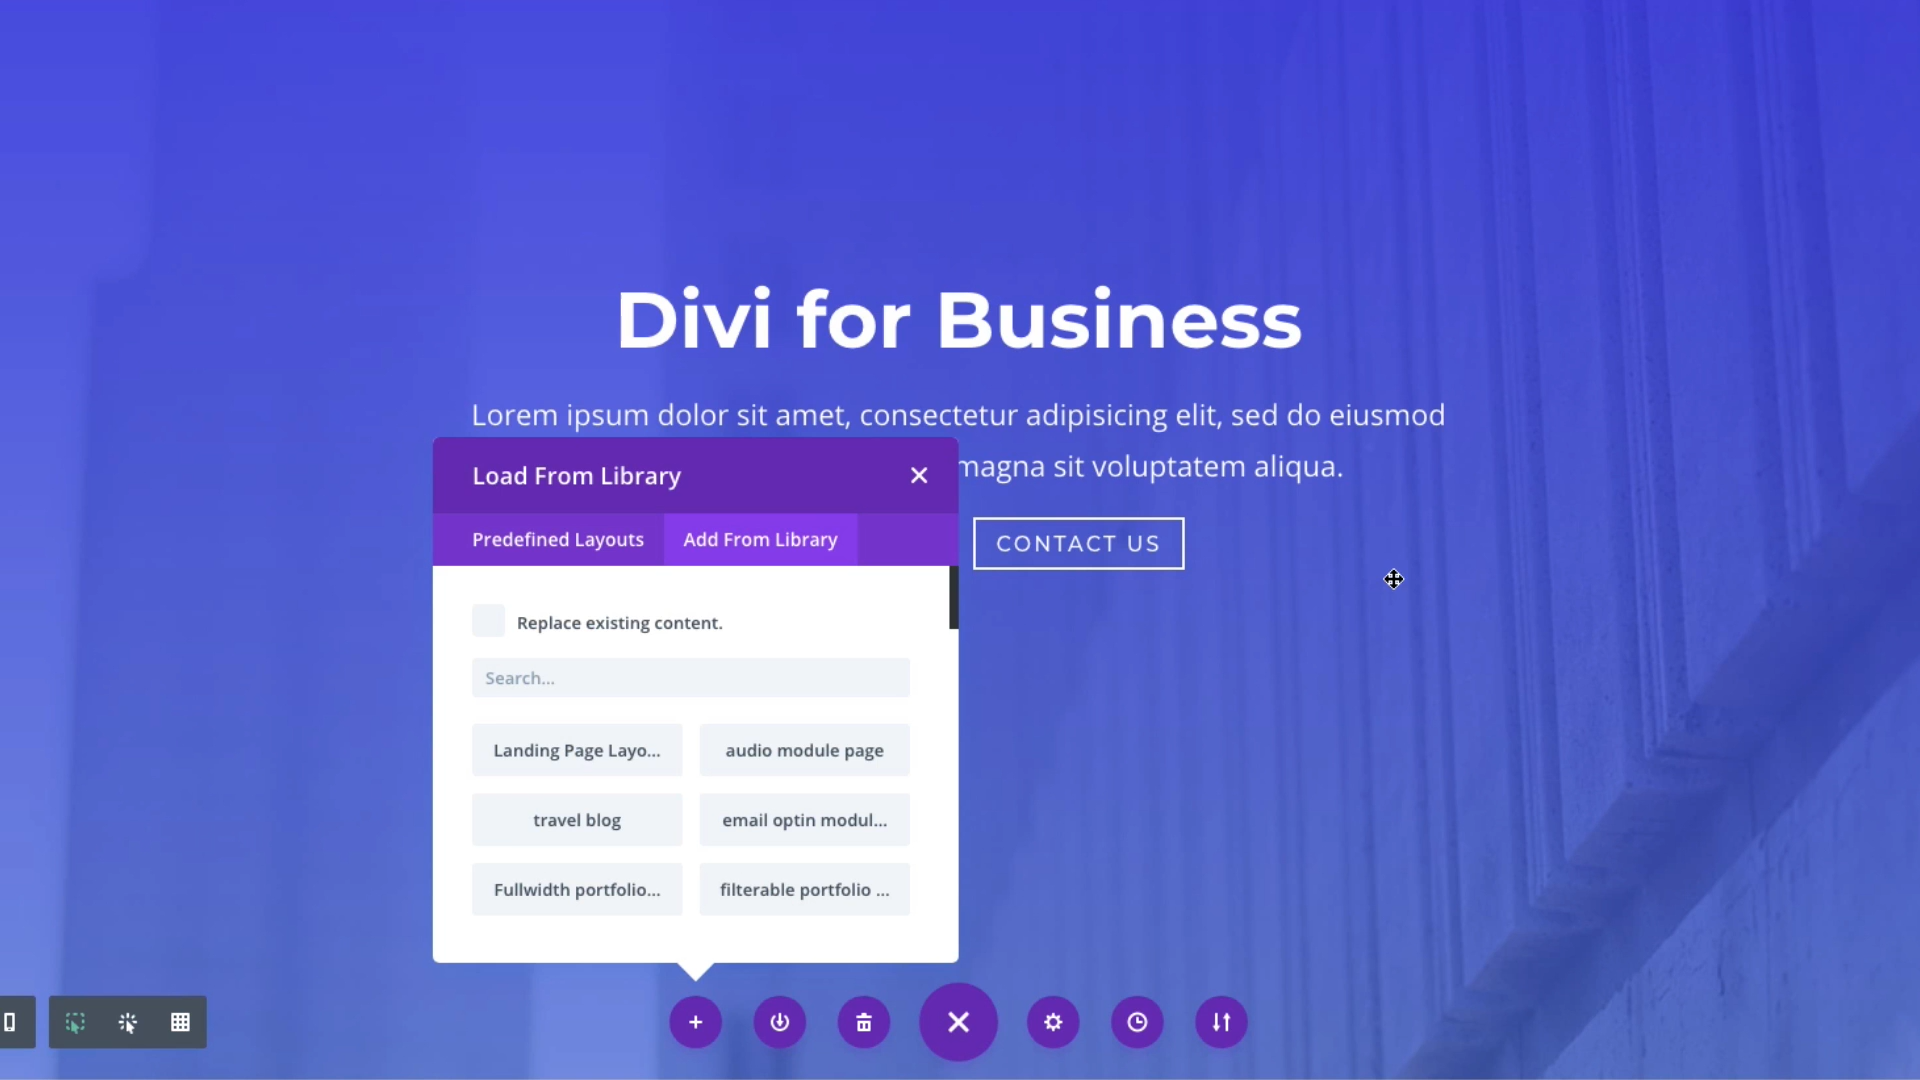 Divi for Business
Lorem ipsum dolor sit amet, consectetur adipisicing elit, sed do eiusmod
magna sit voluptatem aliqua.
Load From Library
Predefined Layouts
Add From Library
CONTACT US
Replace existing content.
Search...
Landing Page Layo...
audio module page
travel blog
email optin modul...
Fullwidth portfolio...
filterable portfolio ...